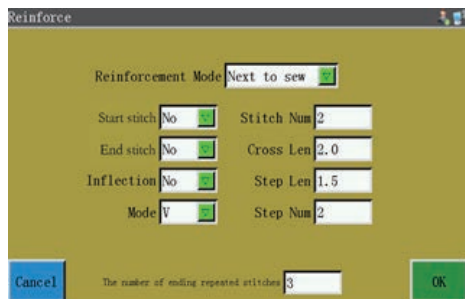 Reinforce
Reinforcement Mode Next to sew
Start stitch No Stitch Num 2
End stitch No Cross Len 2.0
Inflection No Step Len 1.5
Mode V Step Num 2
Cancel The number of ending repeated stitches 3 OK